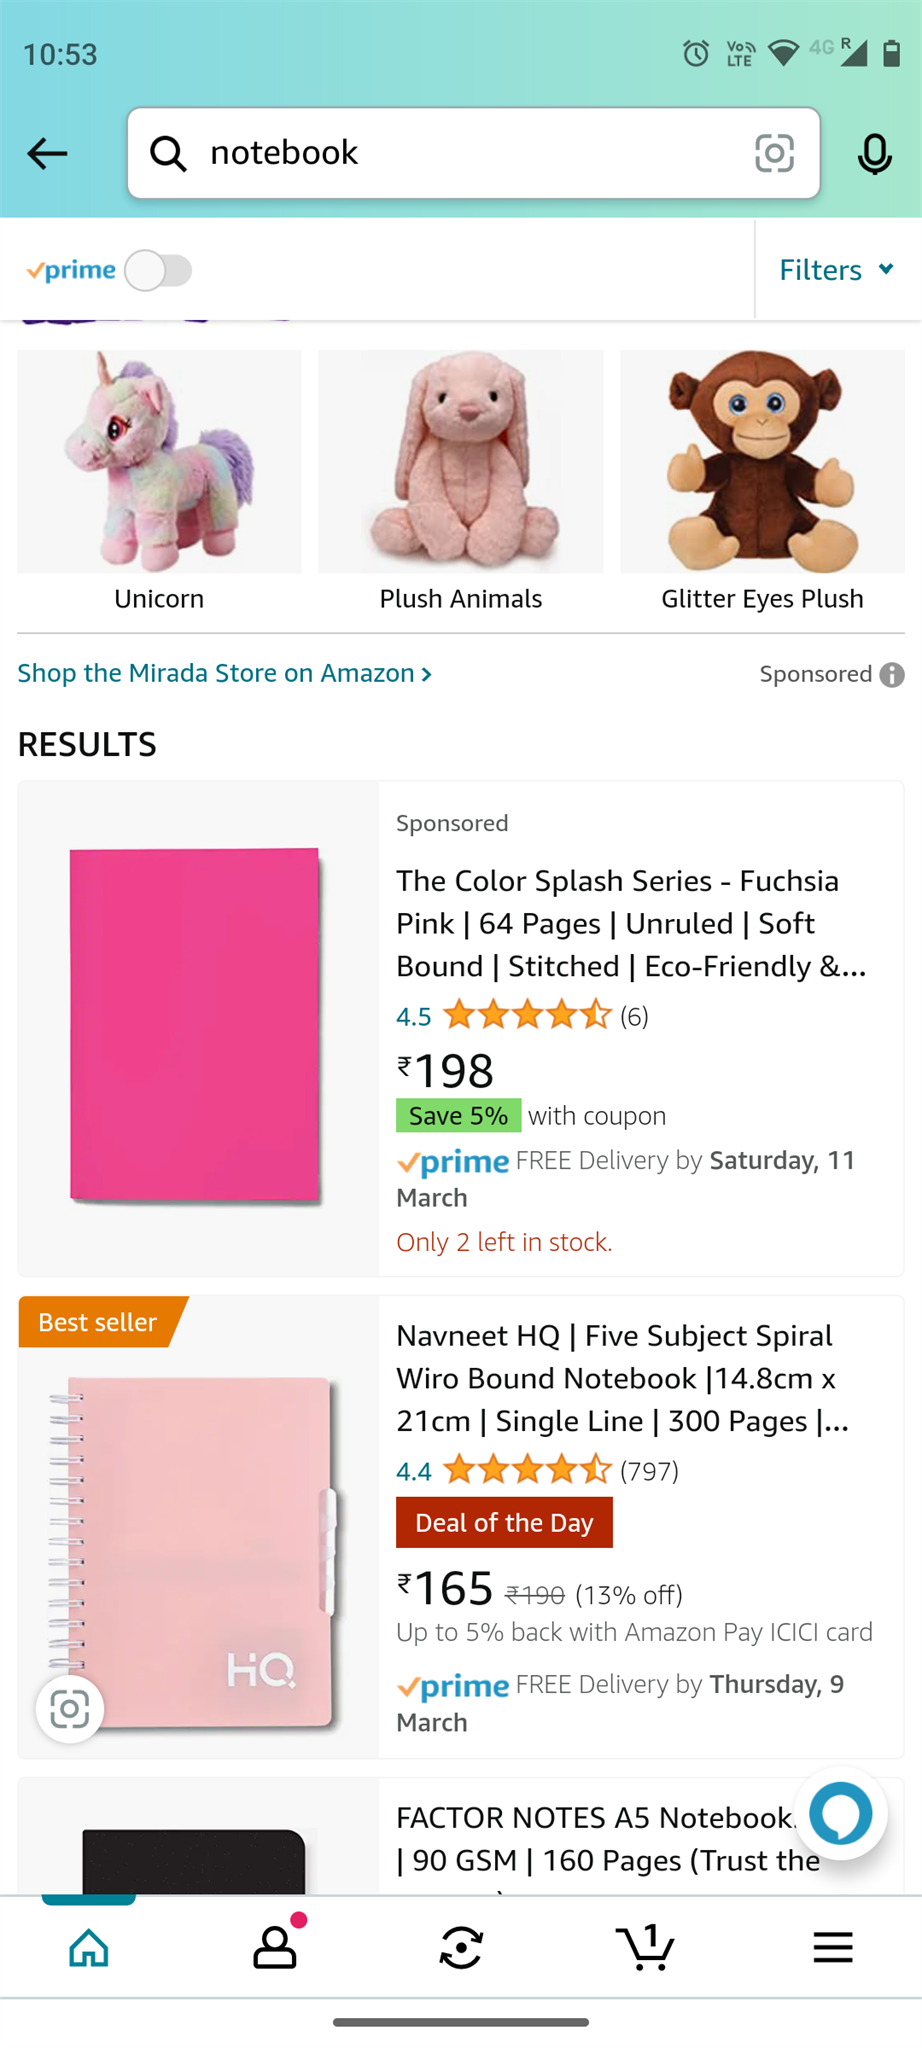 10:53
VoLTE
4G
R
notebook
prime
Filters
Unicorn
Plush Animals
Glitter Eyes Plush
Shop the Mirada Store on Amazon
Sponsored
RESULTS
Sponsored
The Color Splash Series - Fuchsia
Pink | 64 Pages | Unruled | Soft
Bound | Stitched | Eco-Friendly &...
4.5 (6)
₹198
Save 5% with coupon
prime FREE Delivery by Saturday, 11
March
Only 2 left in stock.
Best seller
HQ
Navneet HQ | Five Subject Spiral
Wiro Bound Notebook |14.8cm x
21cm | Single Line | 300 Pages |...
4.4 (797)
Deal of the Day
₹165 ₹190 (13% off)
Up to 5% back with Amazon Pay ICICI card
prime FREE Delivery by Thursday, 9
March
FACTOR NOTES A5 Notebook
| 90 GSM | 160 Pages (Trust the
1